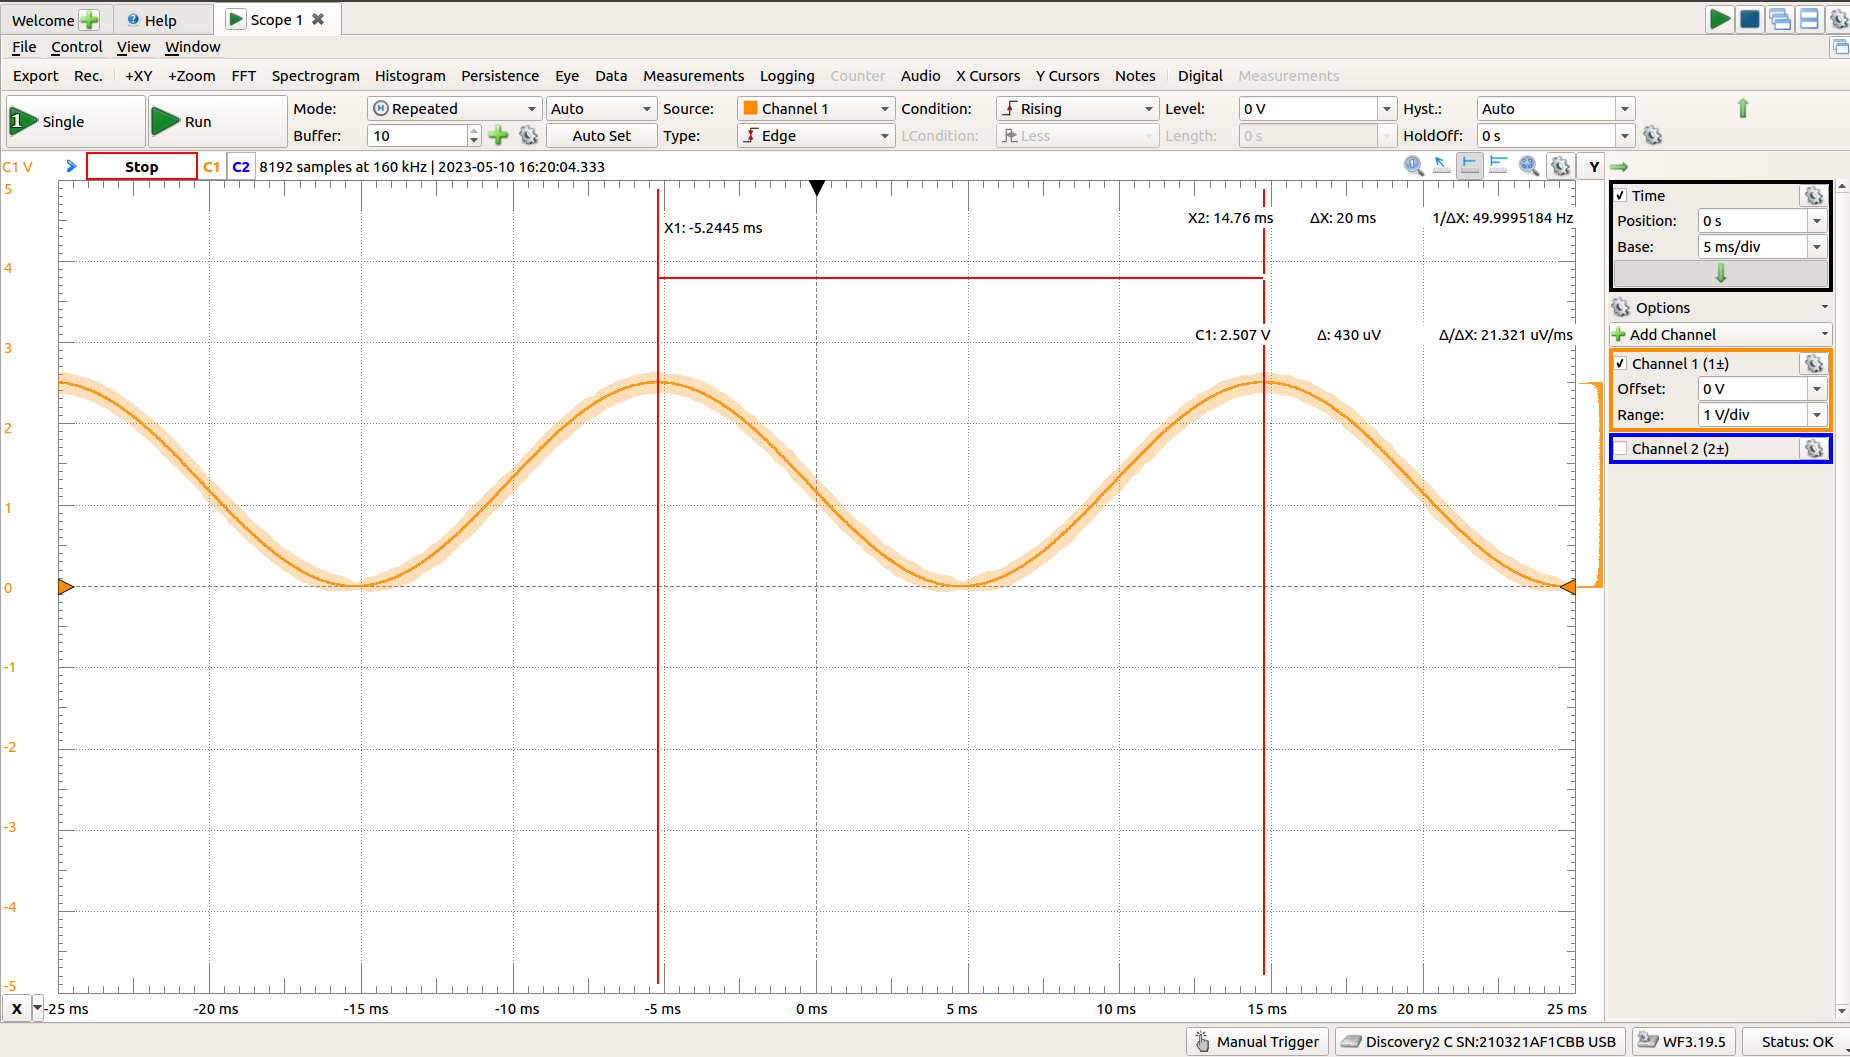 Welcome Help Scope 1
File Control View Window
Export Rec. +XY +Zoom FFT Spectrogram Histogram Persistence Eye Data Measurements Logging Counter Audio X Cursors Y Cursors Notes Digital Measurements
1 Single Run
Mode: Repeated Auto Source: Channel 1 Condition: Rising Level: 0 V Hyst.: Auto
Buffer: 10 Auto Set Type: Edge LCondition: Less Length: 0 s HoldOff: 0 s
C1 V Stop C1 C2 8192 samples at 160 kHz | 2023-05-10 16:20:04.333 Y
X1: -5.2445 ms
X2: 14.76 ms ΔX: 20 ms 1/ΔX: 49.9995184 Hz
C1: 2.507 V Δ: 430 uV Δ/ΔX: 21.321 uV/ms
5
4
3
2
1
0
-1
-2
-3
-4
-5
X -25 ms -20 ms -15 ms -10 ms -5 ms 0 ms 5 ms 10 ms 15 ms 20 ms 25 ms
Time
Position: 0 s
Base: 5 ms/div
Options
Add Channel
Channel 1 (1±)
Offset: 0 V
Range: 1 V/div
Channel 2 (2±)
Manual Trigger Discovery2 C SN:210321AF1CBB USB WF3.19.5 Status: OK